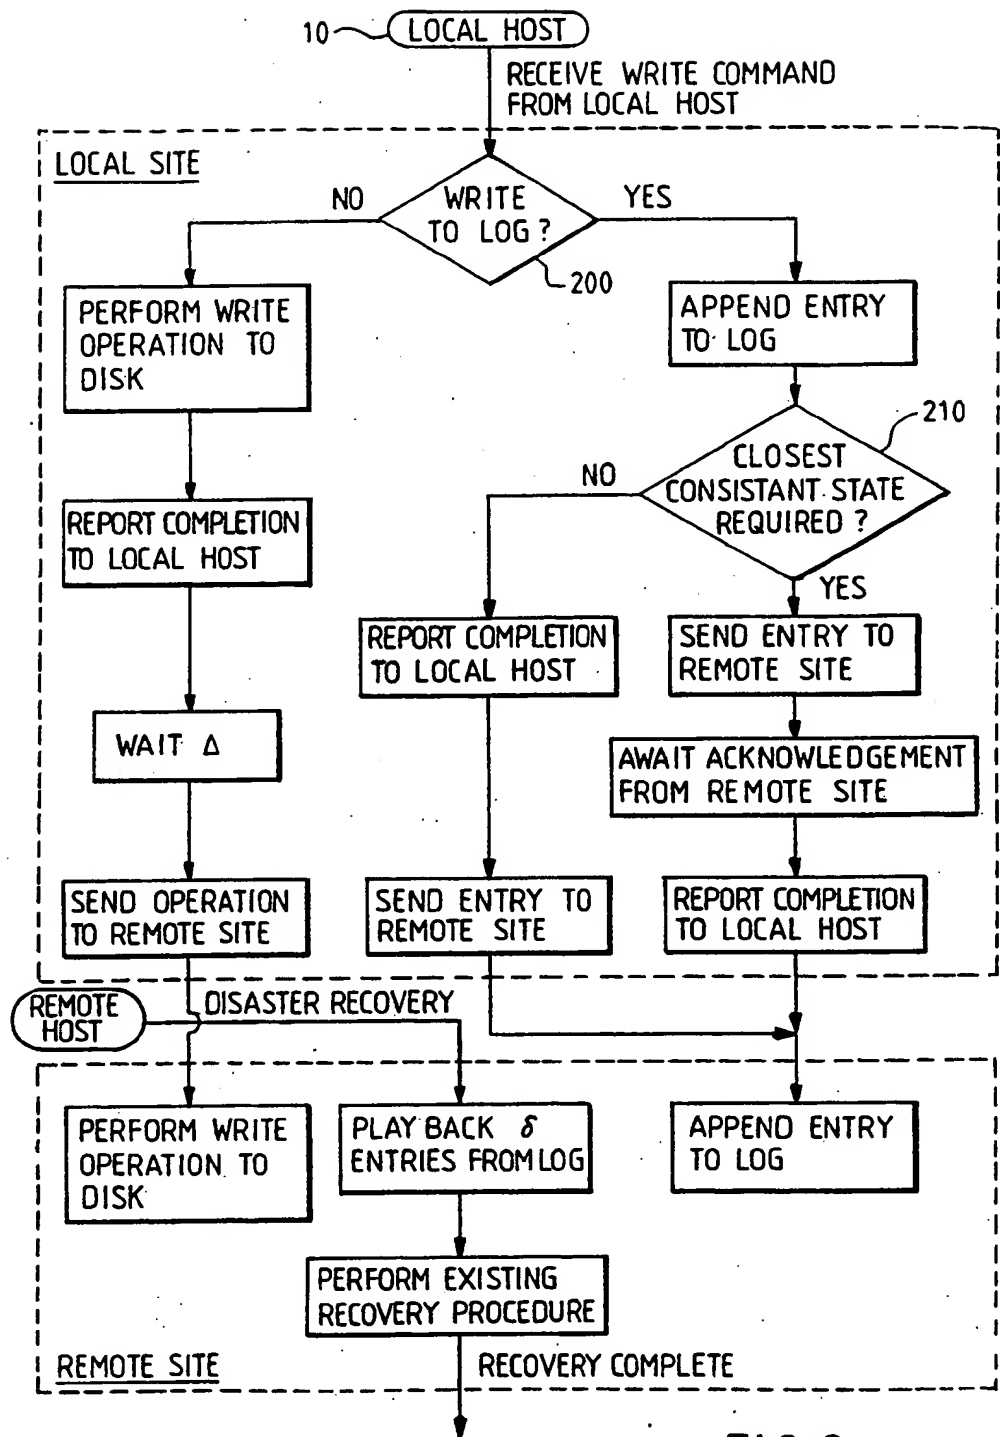 10
LOCAL HOST
RECEIVE WRITE COMMAND
FROM LOCAL HOST
LOCAL SITE
NO
WRITE
TO LOG?
YES
200
PERFORM WRITE
OPERATION TO
DISK
APPEND ENTRY
TO LOG
210
CLOSEST
CONSISTANT STATE
REQUIRED ?
NO
YES
REPORT COMPLETION
TO LOCAL HOST
REPORT COMPLETION
TO LOCAL HOST
SEND ENTRY TO
REMOTE SITE
WAIT Δ
AWAIT ACKNOWLEDGEMENT
FROM REMOTE SITE
SEND OPERATION
TO REMOTE SITE
SEND ENTRY TO
REMOTE SITE
REPORT COMPLETION
TO LOCAL HOST
REMOTE
HOST
DISASTER RECOVERY
PERFORM WRITE
OPERATION TO
DISK
PLAY BACK δ
ENTRIES FROM LOG
APPEND ENTRY
TO LOG
PERFORM EXISTING
RECOVERY PROCEDURE
REMOTE SITE
RECOVERY COMPLETE